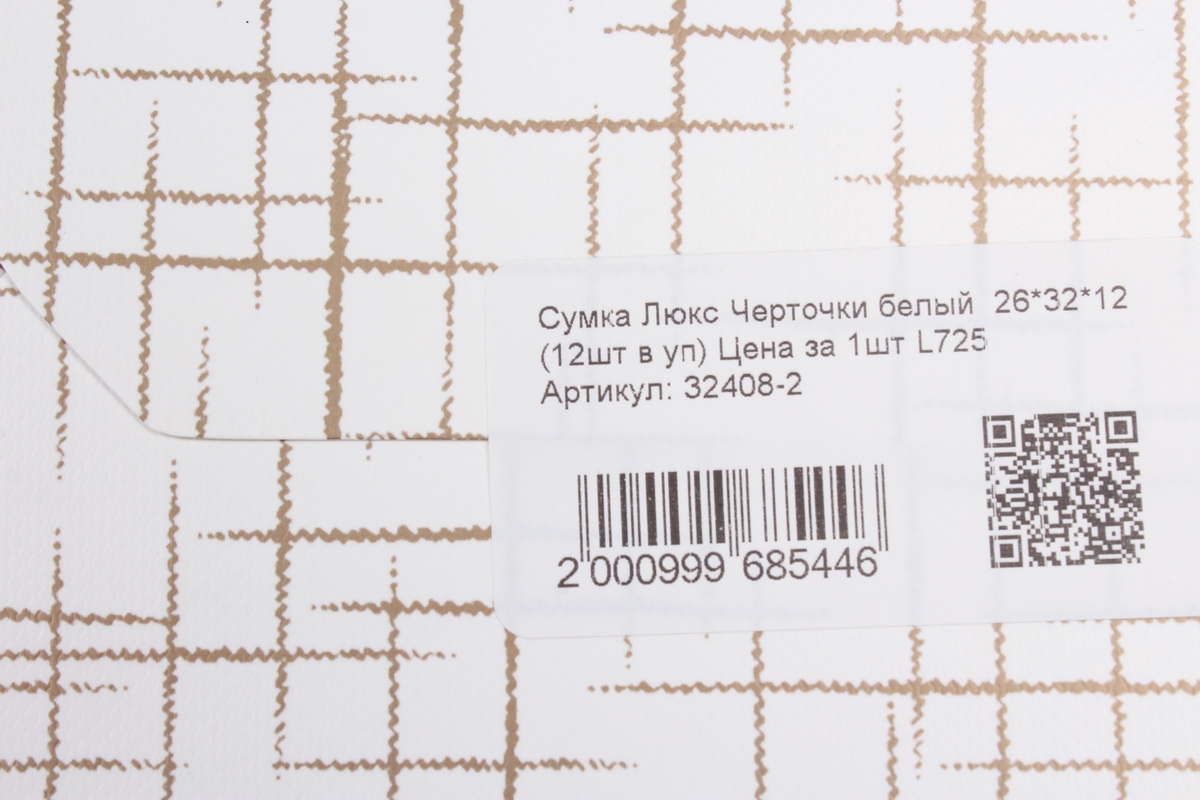 Сумка Люкс Черточки белый 26*32*12
(12шт в уп) Цена за 1шт L725
Артикул: 32408-2
2 000999 685446